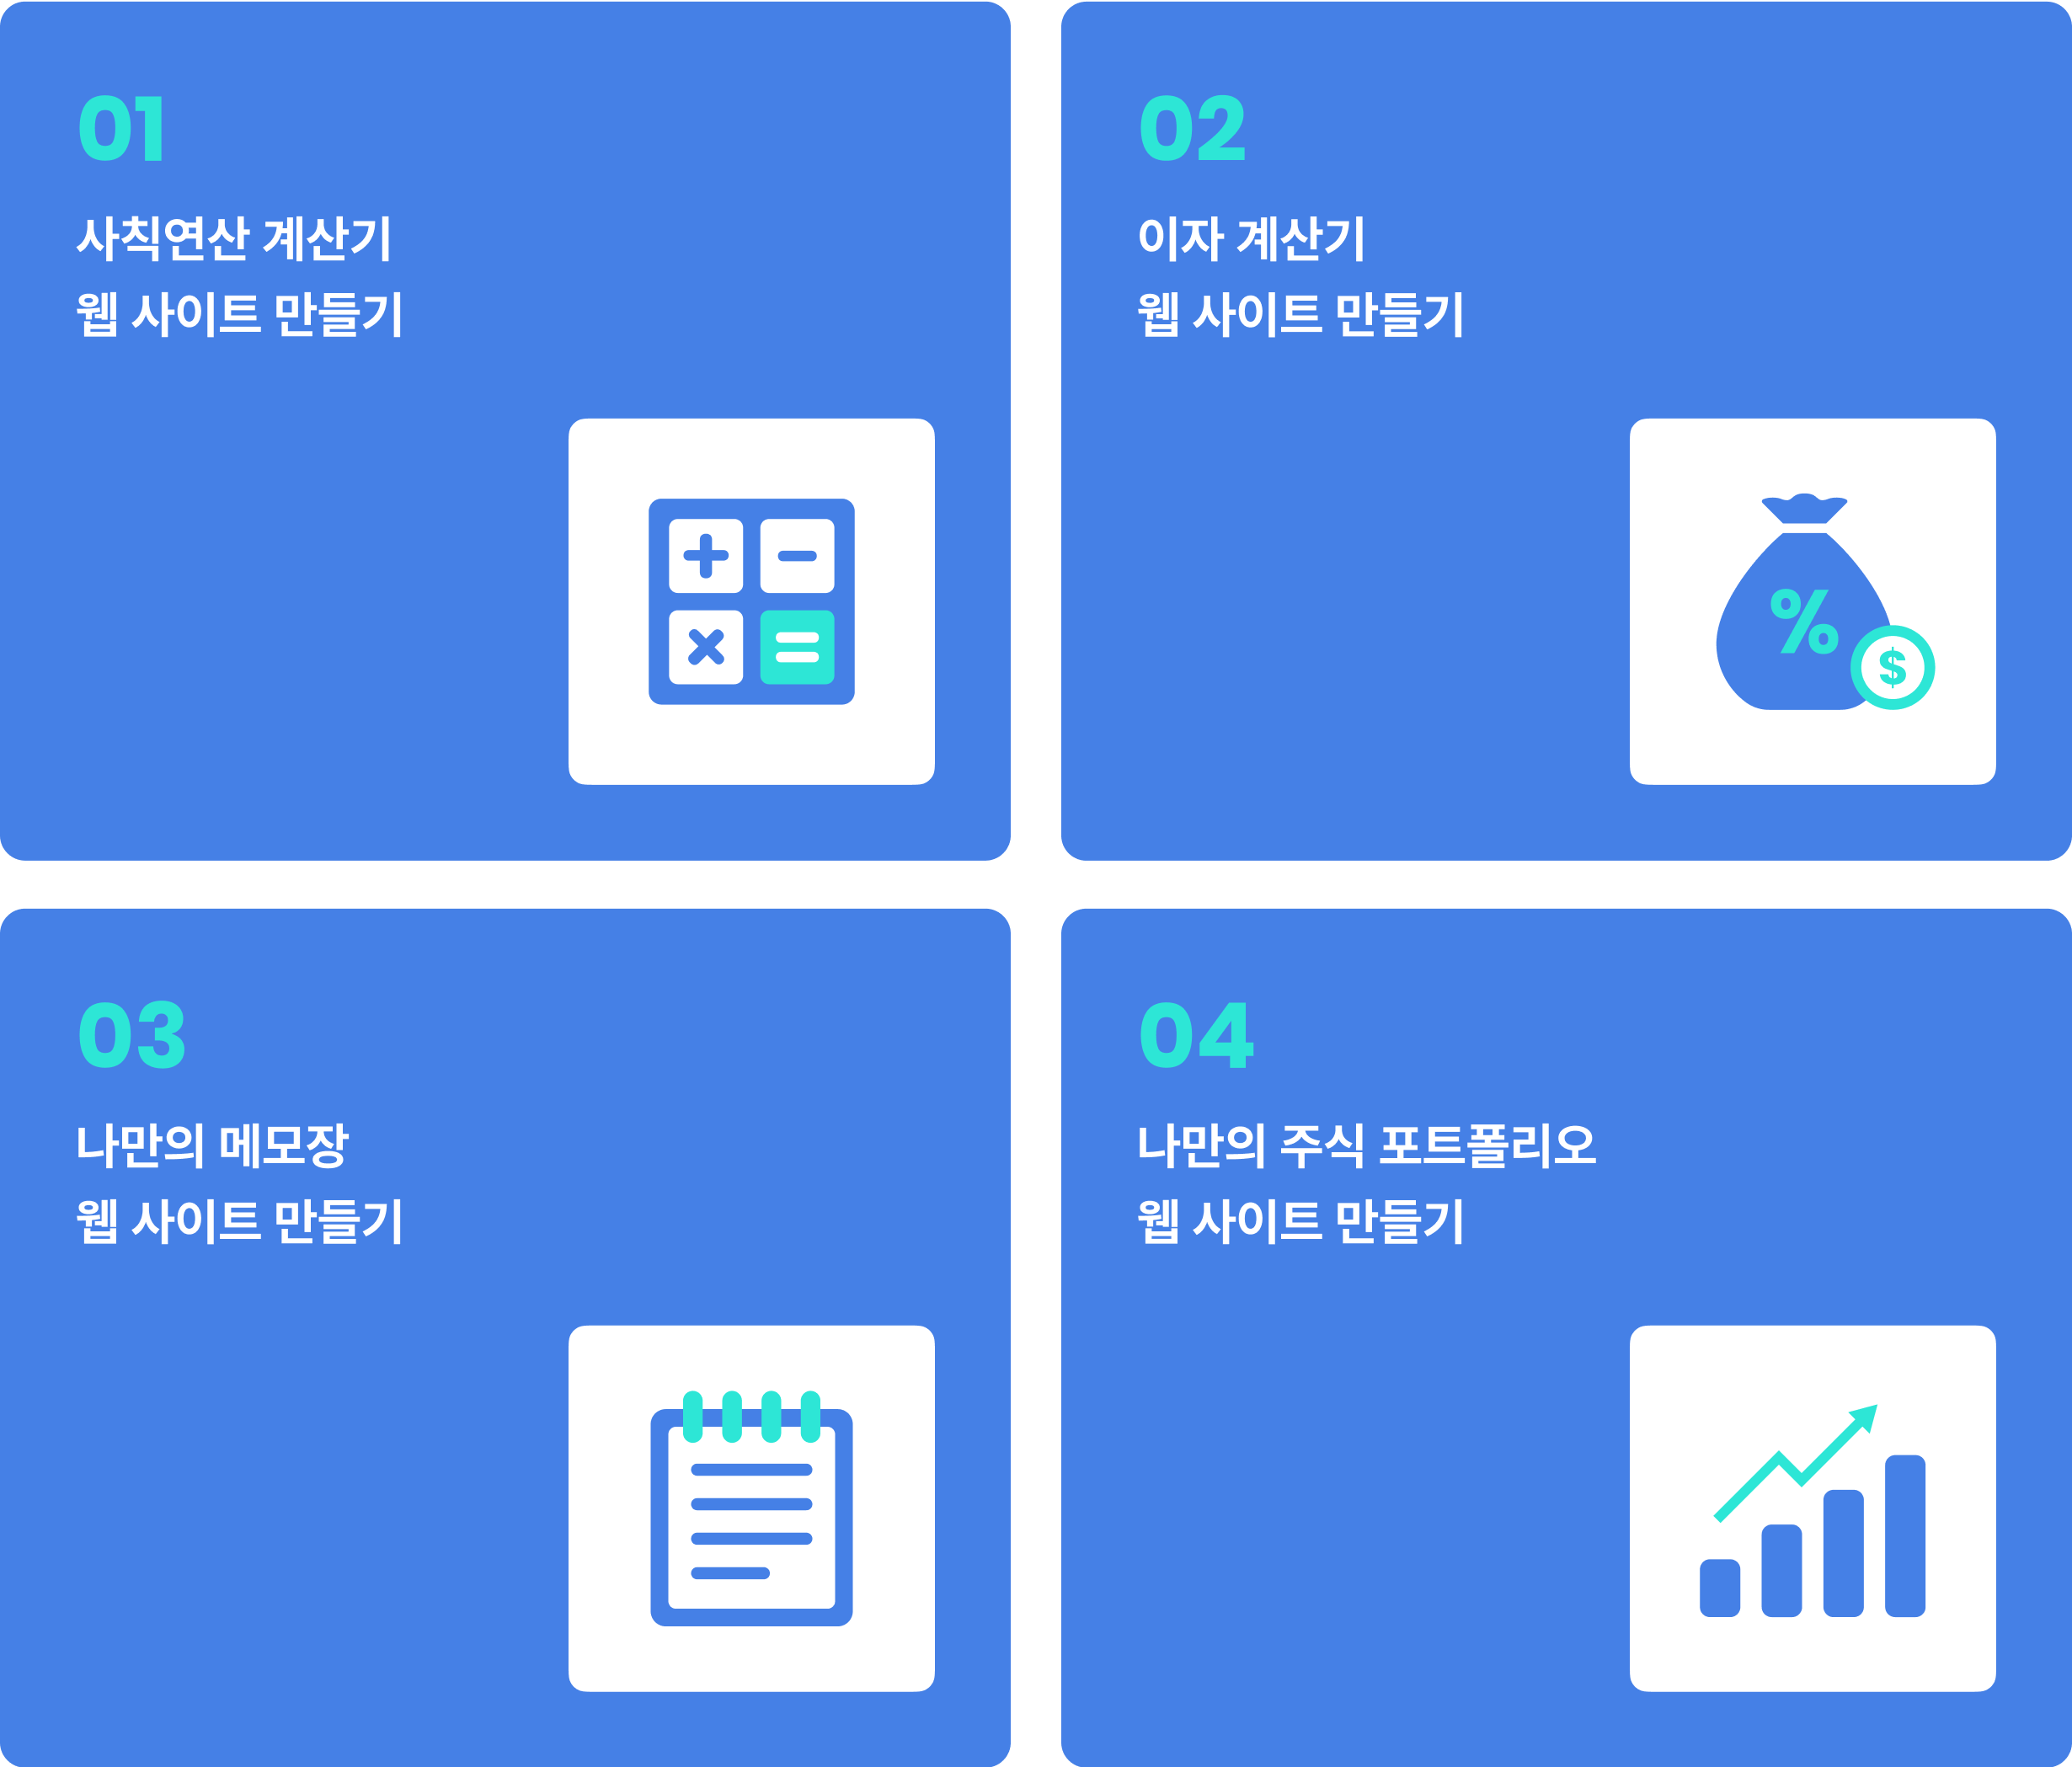 01
사칙연산 계산기
웹 사이트 만들기
02
이자 계산기
웹 사이트 만들기
03
나만의 메모장
웹 사이트 만들기
04
나만의 주식 포트폴리오
웹 사이트 만들기